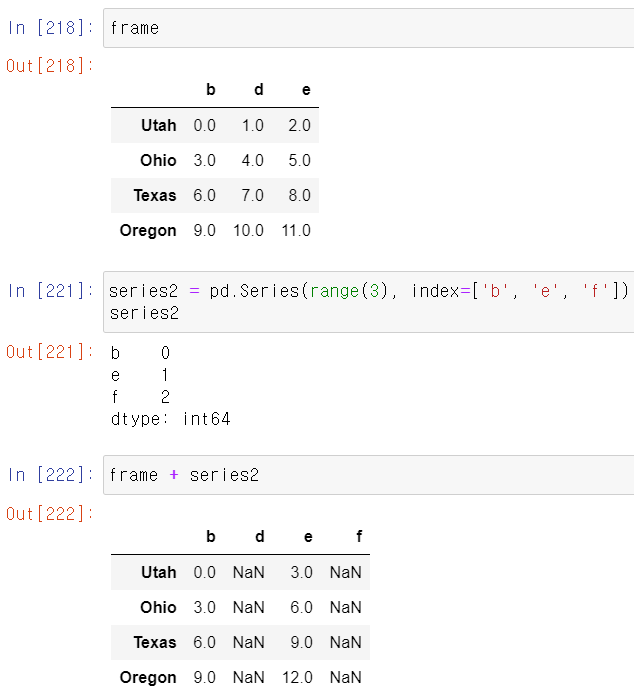 In [218]: frame
Out[218]:
b d e
Utah 0.0 1.0 2.0
Ohio 3.0 4.0 5.0
Texas 6.0 7.0 8.0
Oregon 9.0 10.0 11.0
In [221]: series2 = pd.Series(range(3), index=['b', 'e', 'f'])
series2
Out[221]: b 0
e 1
f 2
dtype: int64
In [222]: frame + series2
Out[222]:
b d e f
Utah 0.0 NaN 3.0 NaN
Ohio 3.0 NaN 6.0 NaN
Texas 6.0 NaN 9.0 NaN
Oregon 9.0 NaN 12.0 NaN